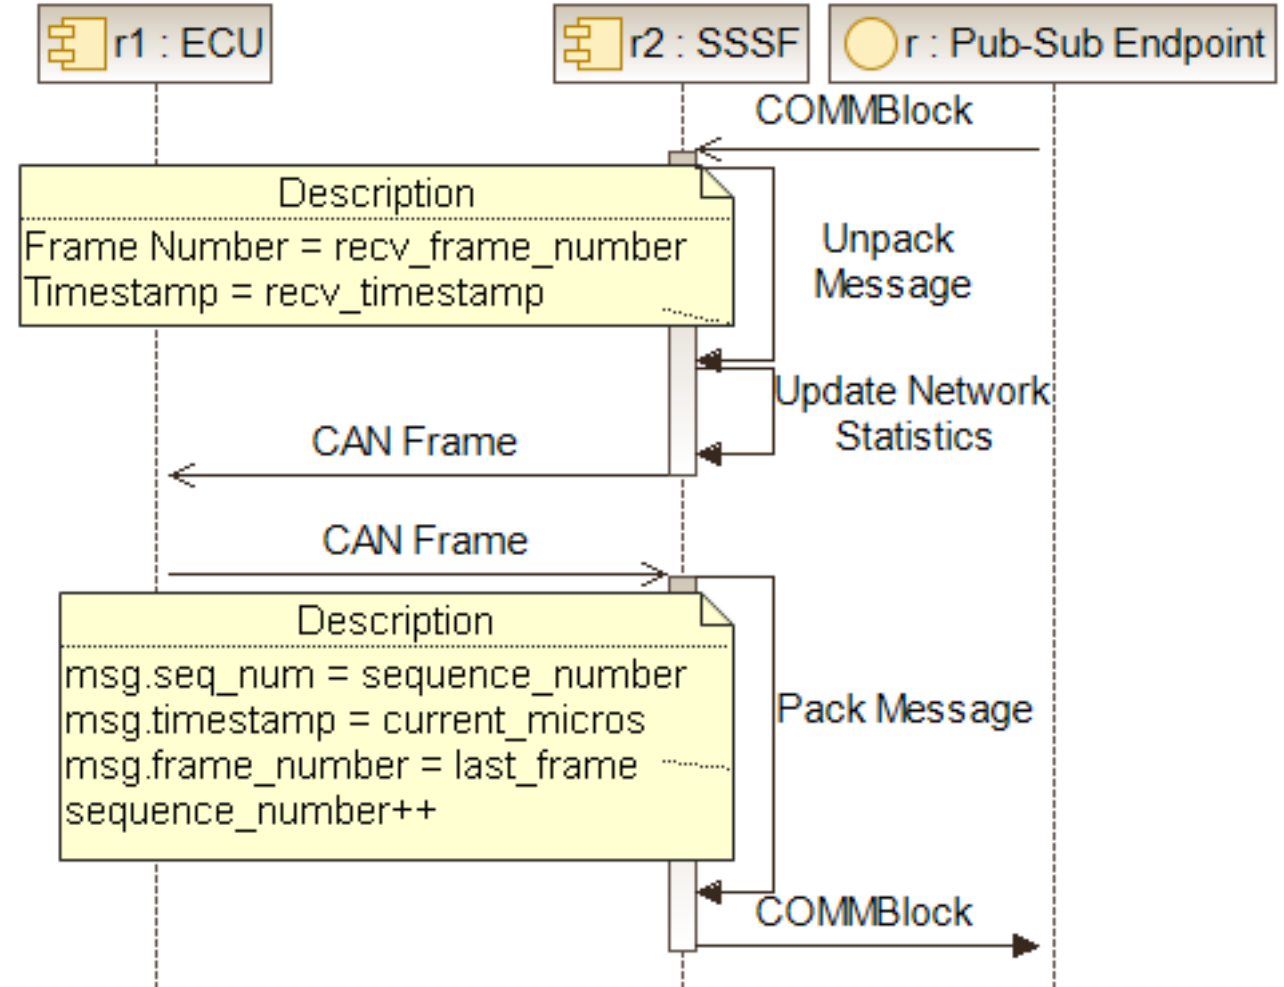 r1 : ECU
r2 : SSSF
r : Pub-Sub Endpoint
COMMBlock
Description
Frame Number = recv_frame_number
Timestamp = recv_timestamp
Unpack
Message
Update Network
Statistics
CAN Frame
CAN Frame
Description
msg.seq_num = sequence_number
msg.timestamp = current_micros
msg.frame_number = last_frame
sequence_number++
Pack Message
COMMBlock